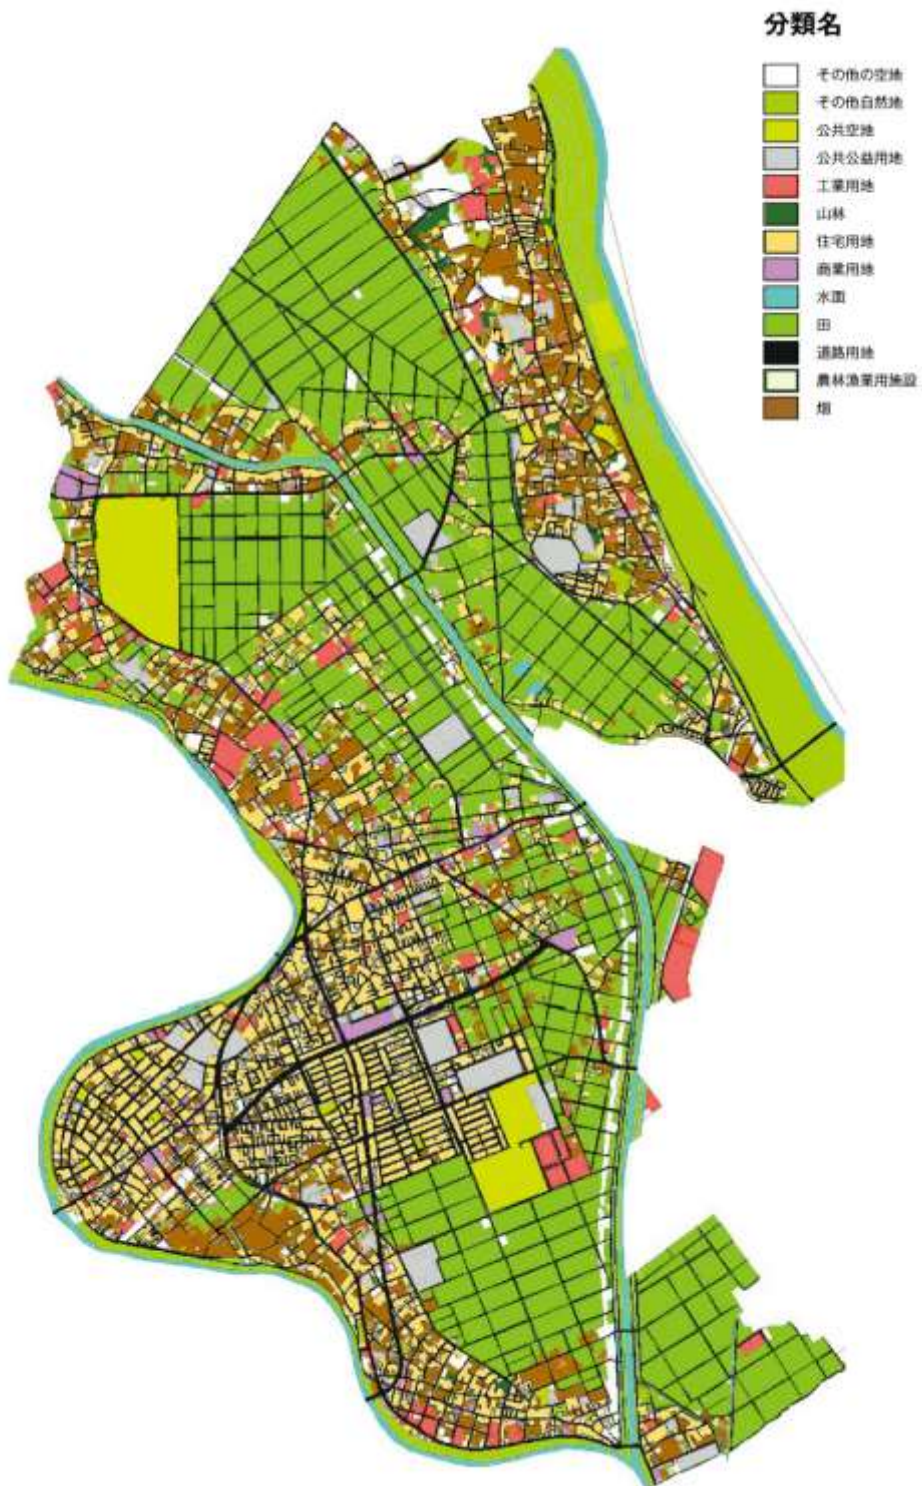 分類名
その他の空地
その他自然地
公共空地
公共公益用地
工業用地
山林
住宅用地
商業用地
水面
田
道路用地
農林漁業用施設
畑